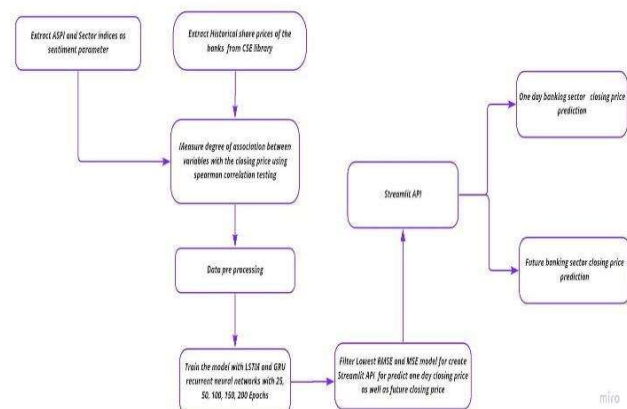 Extract ASPI and Sector indices as
sentiment parameter
Extract Historical share prices of the
banks from CSE library
Measure degree of association between
variables with the closing price using
spearman correlation testing
Data pre processing
Train the model with LSTM and GRU
recurrent neural networks with 25,
50, 100, 150, 200 Epochs
Filter Lowest RMSE and MSE model for create
Streamlit API for predict one day closing price
as well as future closing price
Streamlit API
One day banking sector closing price
prediction
Future banking sector closing price
prediction
miro